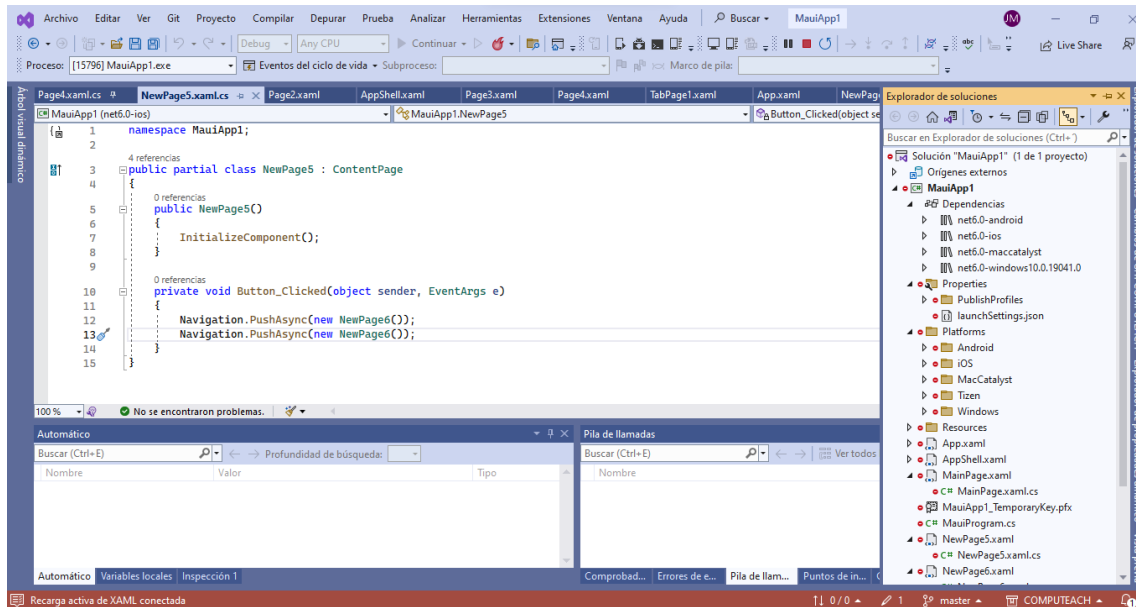 Archivo Editar Ver Git Proyecto Compilar Depurar Prueba Analizar Herramientas Extensiones Ventana Ayuda Buscar MauiApp1 JM
Debug Any CPU Continuar Live Share
Proceso: [15796] MauiApp1.exe Eventos del ciclo de vida Subproceso: Marco de pila:
Árbol visual dinámico
Page4.xaml.cs NewPage5.xaml.cs Page2.xaml AppShell.xaml Page3.xaml Page4.xaml TabPage1.xaml App.xaml NewPag
MauiApp1 (net6.0-ios) MauiApp1.NewPage5 Button_Clicked(object se
1 namespace MauiApp1;
2
4 referencias
3 public partial class NewPage5 : ContentPage
4 {
0 referencias
5 public NewPage5()
6 {
7 InitializeComponent();
8 }
9
0 referencias
10 private void Button_Clicked(object sender, EventArgs e)
11 {
12 Navigation.PushAsync(new NewPage6());
13 Navigation.PushAsync(new NewPage6());
14 }
15 }
100 % No se encontraron problemas.
Automático
Buscar (Ctrl+E) Profundidad de búsqueda:
Nombre Valor Tipo
Automático Variables locales Inspección 1
Pila de llamadas
Buscar (Ctrl+E) Ver todos
Nombre
Comprobad... Errores de e... Pila de llam... Puntos de in...
Explorador de soluciones
Buscar en Explorador de soluciones (Ctrl+´)
Solución "MauiApp1" (1 de 1 proyecto)
Orígenes externos
C# MauiApp1
Dependencias
net6.0-android
net6.0-ios
net6.0-maccatalyst
net6.0-windows10.0.19041.0
Properties
PublishProfiles
launchSettings.json
Platforms
Android
iOS
MacCatalyst
Tizen
Windows
Resources
App.xaml
AppShell.xaml
MainPage.xaml
C# MainPage.xaml.cs
MauiApp1_TemporaryKey.pfx
C# MauiProgram.cs
NewPage5.xaml
C# NewPage5.xaml.cs
NewPage6.xaml
Recarga activa de XAML conectada 0 / 0 1 master COMPUTEACH